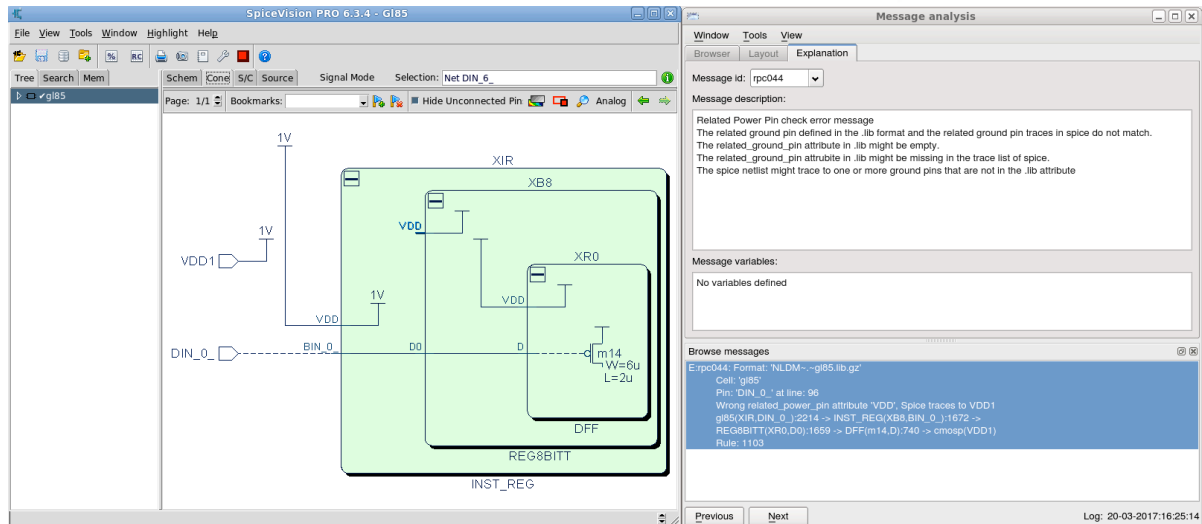 SpiceVision PRO 6.3.4 - Gl85
File View Tools Window Highlight Help
% RC
Tree Search Mem
gl85
Schem Cone S/C Source Signal Mode Selection: Net DIN_6_
Page: 1/1 Bookmarks: Hide Unconnected Pin Analog
1V
XIR
XB8
VDD
1V
VDD1
XR0
VDD
1V
VDD
DIN_0_ BIN_0_ D0 D
m14
W=6u
L=2u
DFF
REG8BITT
INST_REG
Message analysis
Window Tools View
Browser Layout Explanation
Message id: rpc044
Message description:
Related Power Pin check error message
The related ground pin defined in the .lib format and the related ground pin traces in spice do not match.
The related_ground_pin attribute in .lib might be empty.
The related_ground_pin attrubite in .lib might be missing in the trace list of spice.
The spice netlist might trace to one or more ground pins that are not in the .lib attribute
Message variables:
No variables defined
Browse messages
E:rpc044: Format: 'NLDM~.~gl85.lib.gz'
Cell: 'gl85'
Pin: 'DIN_0_' at line: 96
Wrong related_power_pin attribute 'VDD', Spice traces to VDD1
gl85(XIR,DIN_0_):2214 -> INST_REG(XB8,BIN_0_):1672 ->
REG8BITT(XR0,D0):1659 -> DFF(m14,D):740 -> cmosp(VDD1)
Rule: 1103
Previous Next Log: 20-03-2017:16:25:14